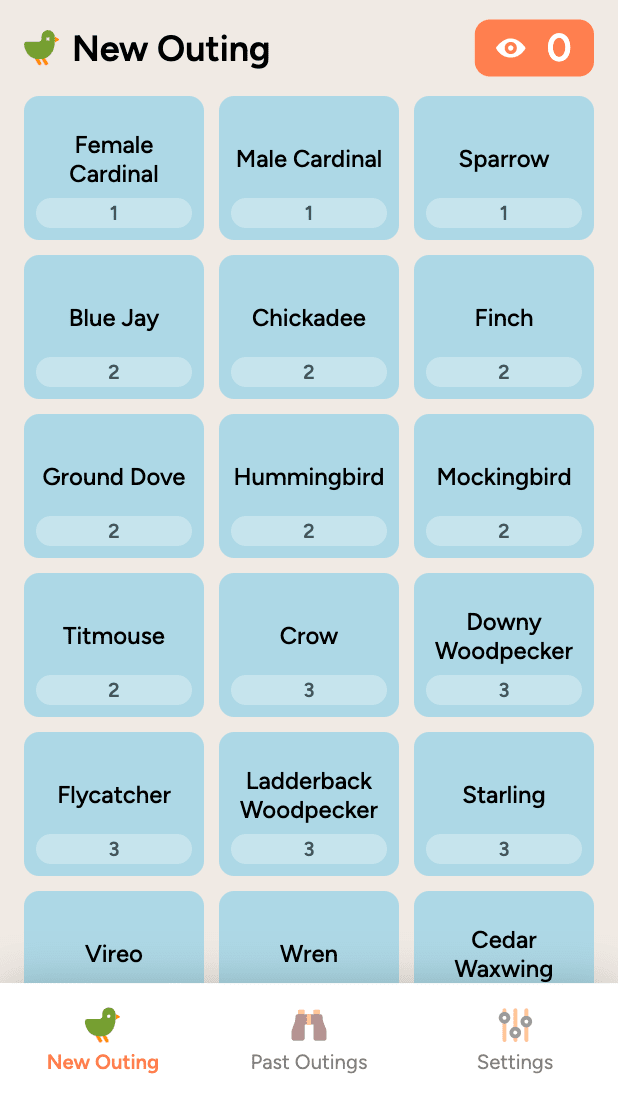 New Outing
0
Female
Cardinal
1
Male Cardinal
1
Sparrow
1
Blue Jay
2
Chickadee
2
Finch
2
Ground Dove
2
Hummingbird
2
Mockingbird
2
Titmouse
2
Crow
3
Downy
Woodpecker
3
Flycatcher
3
Ladderback
Woodpecker
3
Starling
3
Vireo
Wren
Cedar
Waxwing
New Outing
Past Outings
Settings